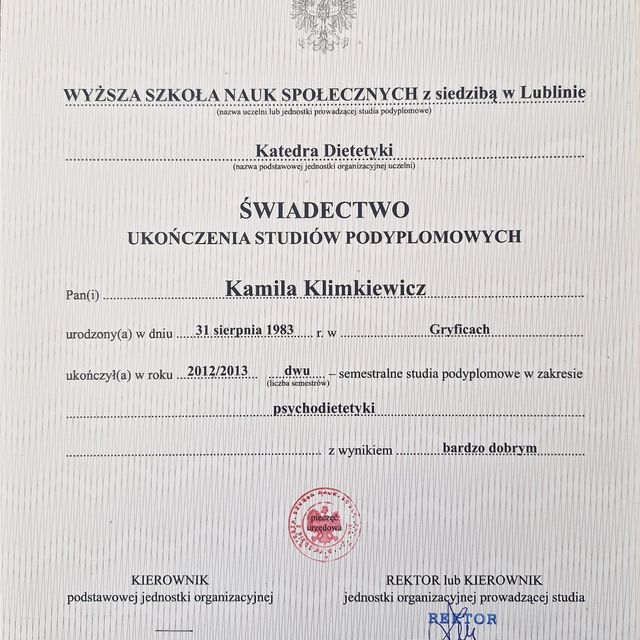 WYŻSZA SZKOŁA NAUK SPOŁECZNYCH z siedzibą w Lublinie
(nazwa uczelni lub jednostki prowadzącej studia podyplomowe)
Katedra Dietetyki
(nazwa podstawowej jednostki organizacyjnej uczelni)
ŚWIADECTWO
UKOŃCZENIA STUDIÓW PODYPLOMOWYCH
Pan(i) Kamila Klimkiewicz
urodzony(a) w dniu 31 sierpnia 1983 r. w Gryficach
ukończył(a) w roku 2012/2013 dwu – semestralne studia podyplomowe w zakresie
(liczba semestrów)
psychodietetyki
z wynikiem bardzo dobrym
pieczęć
urzędowa
KIEROWNIK
podstawowej jednostki organizacyjnej
REKTOR lub KIEROWNIK
jednostki organizacyjnej prowadzącej studia
REKTOR